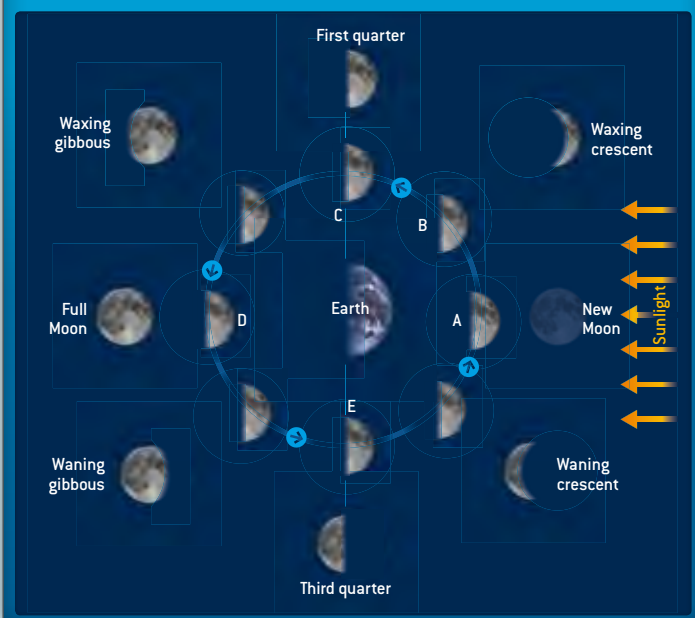 First quarter
Waxing
gibbous
Waxing
crescent
C
B
Full
Moon
D
Earth
A
New
Moon
Sunlight
E
Waning
gibbous
Waning
crescent
Third quarter